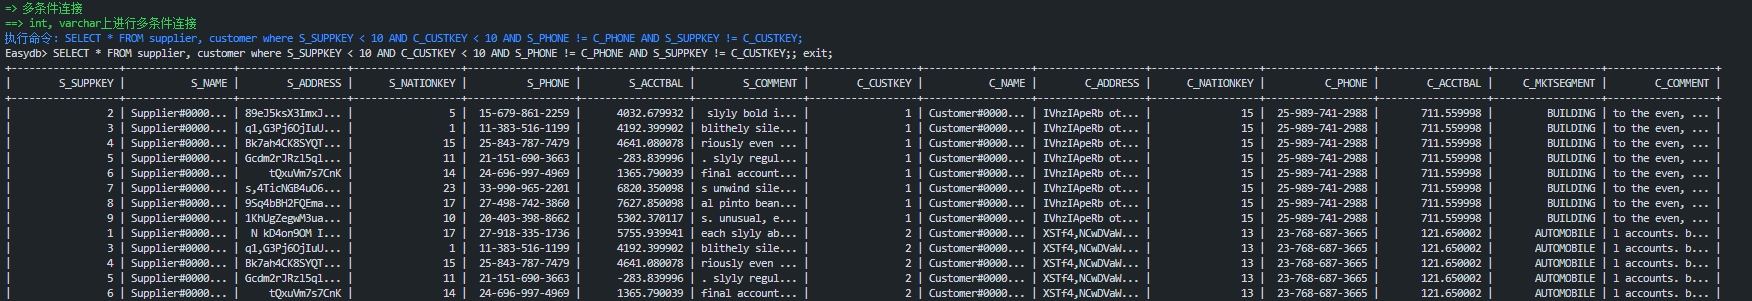 => 多条件连接
==> int, varchar上进行多条件连接
执行命令: SELECT * FROM supplier, customer where S_SUPPKEY < 10 AND C_CUSTKEY < 10 AND S_PHONE != C_PHONE AND S_SUPPKEY != C_CUSTKEY;
Easydb> SELECT * FROM supplier, customer where S_SUPPKEY < 10 AND C_CUSTKEY < 10 AND S_PHONE != C_PHONE AND S_SUPPKEY != C_CUSTKEY;; exit;
| S_SUPPKEY | S_NAME | S_ADDRESS | S_NATIONKEY | S_PHONE | S_ACCTBAL | S_COMMENT | C_CUSTKEY | C_NAME | C_ADDRESS | C_NATIONKEY | C_PHONE | C_ACCTBAL | C_MKTSEGMENT | C_COMMENT |
| 2 | Supplier#0000... | 89eJ5ksX3ImxJ... | 5 | 15-679-861-2259 | 4032.679932 | slyly bold i... | 1 | Customer#0000... | IVhzIApeRb ot... | 15 | 25-989-741-2988 | 711.559998 | BUILDING | to the even, ... |
| 3 | Supplier#0000... | q1,G3Pj6OjIuU... | 1 | 11-383-516-1199 | 4192.399902 | blithely sile... | 1 | Customer#0000... | IVhzIApeRb ot... | 15 | 25-989-741-2988 | 711.559998 | BUILDING | to the even, ... |
| 4 | Supplier#0000... | Bk7ah4CK8SYQT... | 15 | 25-843-787-7479 | 4641.080078 | riously even ... | 1 | Customer#0000... | IVhzIApeRb ot... | 15 | 25-989-741-2988 | 711.559998 | BUILDING | to the even, ... |
| 5 | Supplier#0000... | Gcdm2rJRzl5ql... | 11 | 21-151-690-3663 | -283.839996 | . slyly regul... | 1 | Customer#0000... | IVhzIApeRb ot... | 15 | 25-989-741-2988 | 711.559998 | BUILDING | to the even, ... |
| 6 | Supplier#0000... | tQxuVm7s7CnK | 14 | 24-696-997-4969 | 1365.790039 | final account... | 1 | Customer#0000... | IVhzIApeRb ot... | 15 | 25-989-741-2988 | 711.559998 | BUILDING | to the even, ... |
| 7 | Supplier#0000... | s,4TicNGB4uO6... | 23 | 33-990-965-2201 | 6820.350098 | s unwind sile... | 1 | Customer#0000... | IVhzIApeRb ot... | 15 | 25-989-741-2988 | 711.559998 | BUILDING | to the even, ... |
| 8 | Supplier#0000... | 9Sq4bBH2FQEma... | 17 | 27-498-742-3860 | 7627.850098 | al pinto bean... | 1 | Customer#0000... | IVhzIApeRb ot... | 15 | 25-989-741-2988 | 711.559998 | BUILDING | to the even, ... |
| 9 | Supplier#0000... | 1KhUgZegwM3ua... | 10 | 20-403-398-8662 | 5302.370117 | s. unusual, e... | 1 | Customer#0000... | IVhzIApeRb ot... | 15 | 25-989-741-2988 | 711.559998 | BUILDING | to the even, ... |
| 1 | Supplier#0000... | N kD4on9OM I... | 17 | 27-918-335-1736 | 5755.939941 | each slyly ab... | 2 | Customer#0000... | XSTf4,NCwDVaW... | 13 | 23-768-687-3665 | 121.650002 | AUTOMOBILE | l accounts. b... |
| 3 | Supplier#0000... | q1,G3Pj6OjIuU... | 1 | 11-383-516-1199 | 4192.399902 | blithely sile... | 2 | Customer#0000... | XSTf4,NCwDVaW... | 13 | 23-768-687-3665 | 121.650002 | AUTOMOBILE | l accounts. b... |
| 4 | Supplier#0000... | Bk7ah4CK8SYQT... | 15 | 25-843-787-7479 | 4641.080078 | riously even ... | 2 | Customer#0000... | XSTf4,NCwDVaW... | 13 | 23-768-687-3665 | 121.650002 | AUTOMOBILE | l accounts. b... |
| 5 | Supplier#0000... | Gcdm2rJRzl5ql... | 11 | 21-151-690-3663 | -283.839996 | . slyly regul... | 2 | Customer#0000... | XSTf4,NCwDVaW... | 13 | 23-768-687-3665 | 121.650002 | AUTOMOBILE | l accounts. b... |
| 6 | Supplier#0000... | tQxuVm7s7CnK | 14 | 24-696-997-4969 | 1365.790039 | final account... | 2 | Customer#0000... | XSTf4,NCwDVaW... | 13 | 23-768-687-3665 | 121.650002 | AUTOMOBILE | l accounts. b... |